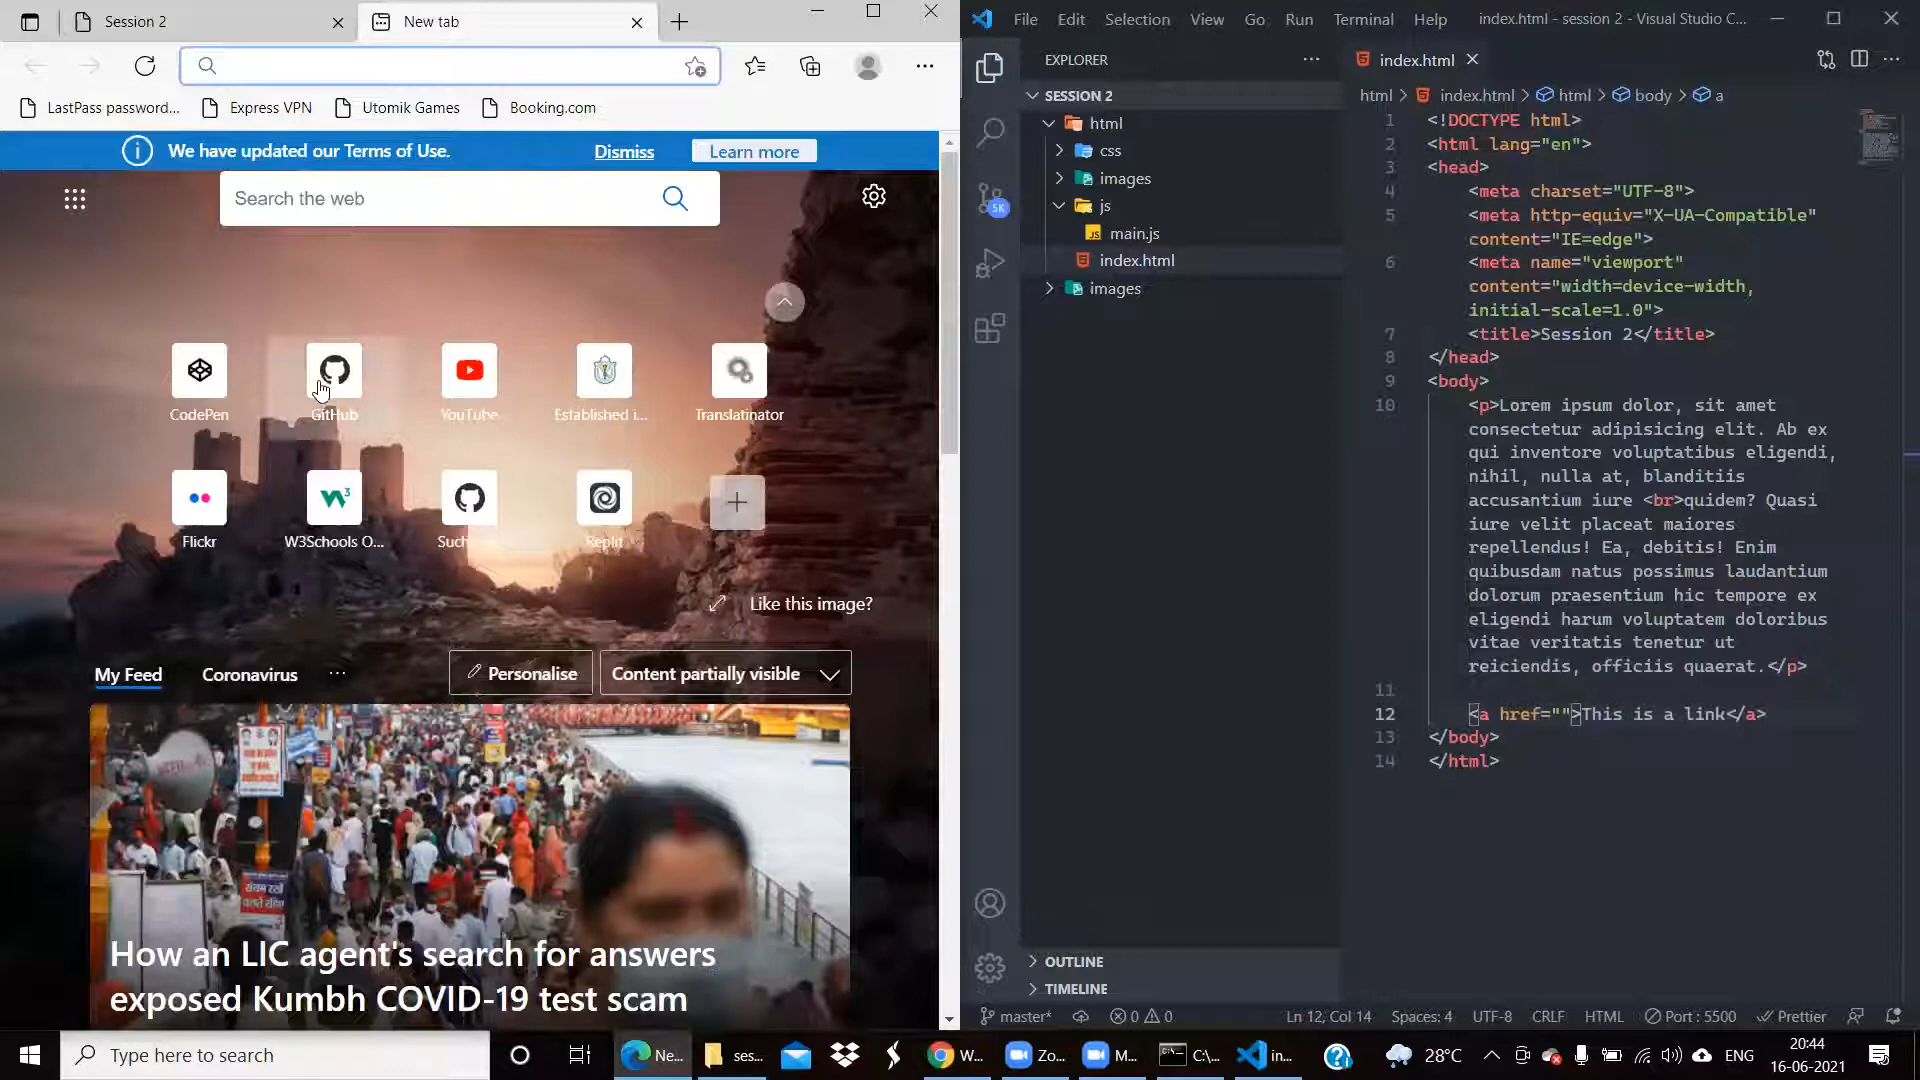 Session 2
New tab
LastPass password...
Express VPN
Utomik Games
Booking.com
We have updated our Terms of Use.
Dismiss
Learn more
Search the web
CodePen
GitHub
YouTube
Established i...
Translatinator
Flickr
W3Schools O...
Such
Replit
Like this image?
My Feed
Coronavirus
...
Personalise
Content partially visible
How an LIC agent's search for answers
exposed Kumbh COVID-19 test scam
File Edit Selection View Go Run Terminal Help
index.html - session 2 - Visual Studio C...
EXPLORER
SESSION 2
html
css
images
js
JS main.js
index.html
images
5K
OUTLINE
TIMELINE
index.html
html > index.html > html > body > a
1 <!DOCTYPE html>
2 <html lang="en">
3 <head>
4 <meta charset="UTF-8">
5 <meta http-equiv="X-UA-Compatible"
content="IE=edge">
6 <meta name="viewport"
content="width=device-width,
initial-scale=1.0">
7 <title>Session 2</title>
8 </head>
9 <body>
10 <p>Lorem ipsum dolor, sit amet
consectetur adipisicing elit. Ab ex
qui inventore voluptatibus eligendi,
nihil, nulla at, blanditiis
accusantium iure <br>quidem? Quasi
iure velit placeat maiores
repellendus! Ea, debitis! Enim
quibusdam natus possimus laudantium
dolorum praesentium hic tempore ex
eligendi harum voluptatem doloribus
vitae veritatis tenetur ut
reiciendis, officiis quaerat.</p>
11
12 <a href="">This is a link</a>
13 </body>
14 </html>
master* 0 0 Ln 12, Col 14 Spaces: 4 UTF-8 CRLF HTML Port : 5500 Prettier
Type here to search
Ne...
ses...
W...
Zo...
M...
C:\...
in...
28°C
ENG
20:44
16-06-2021